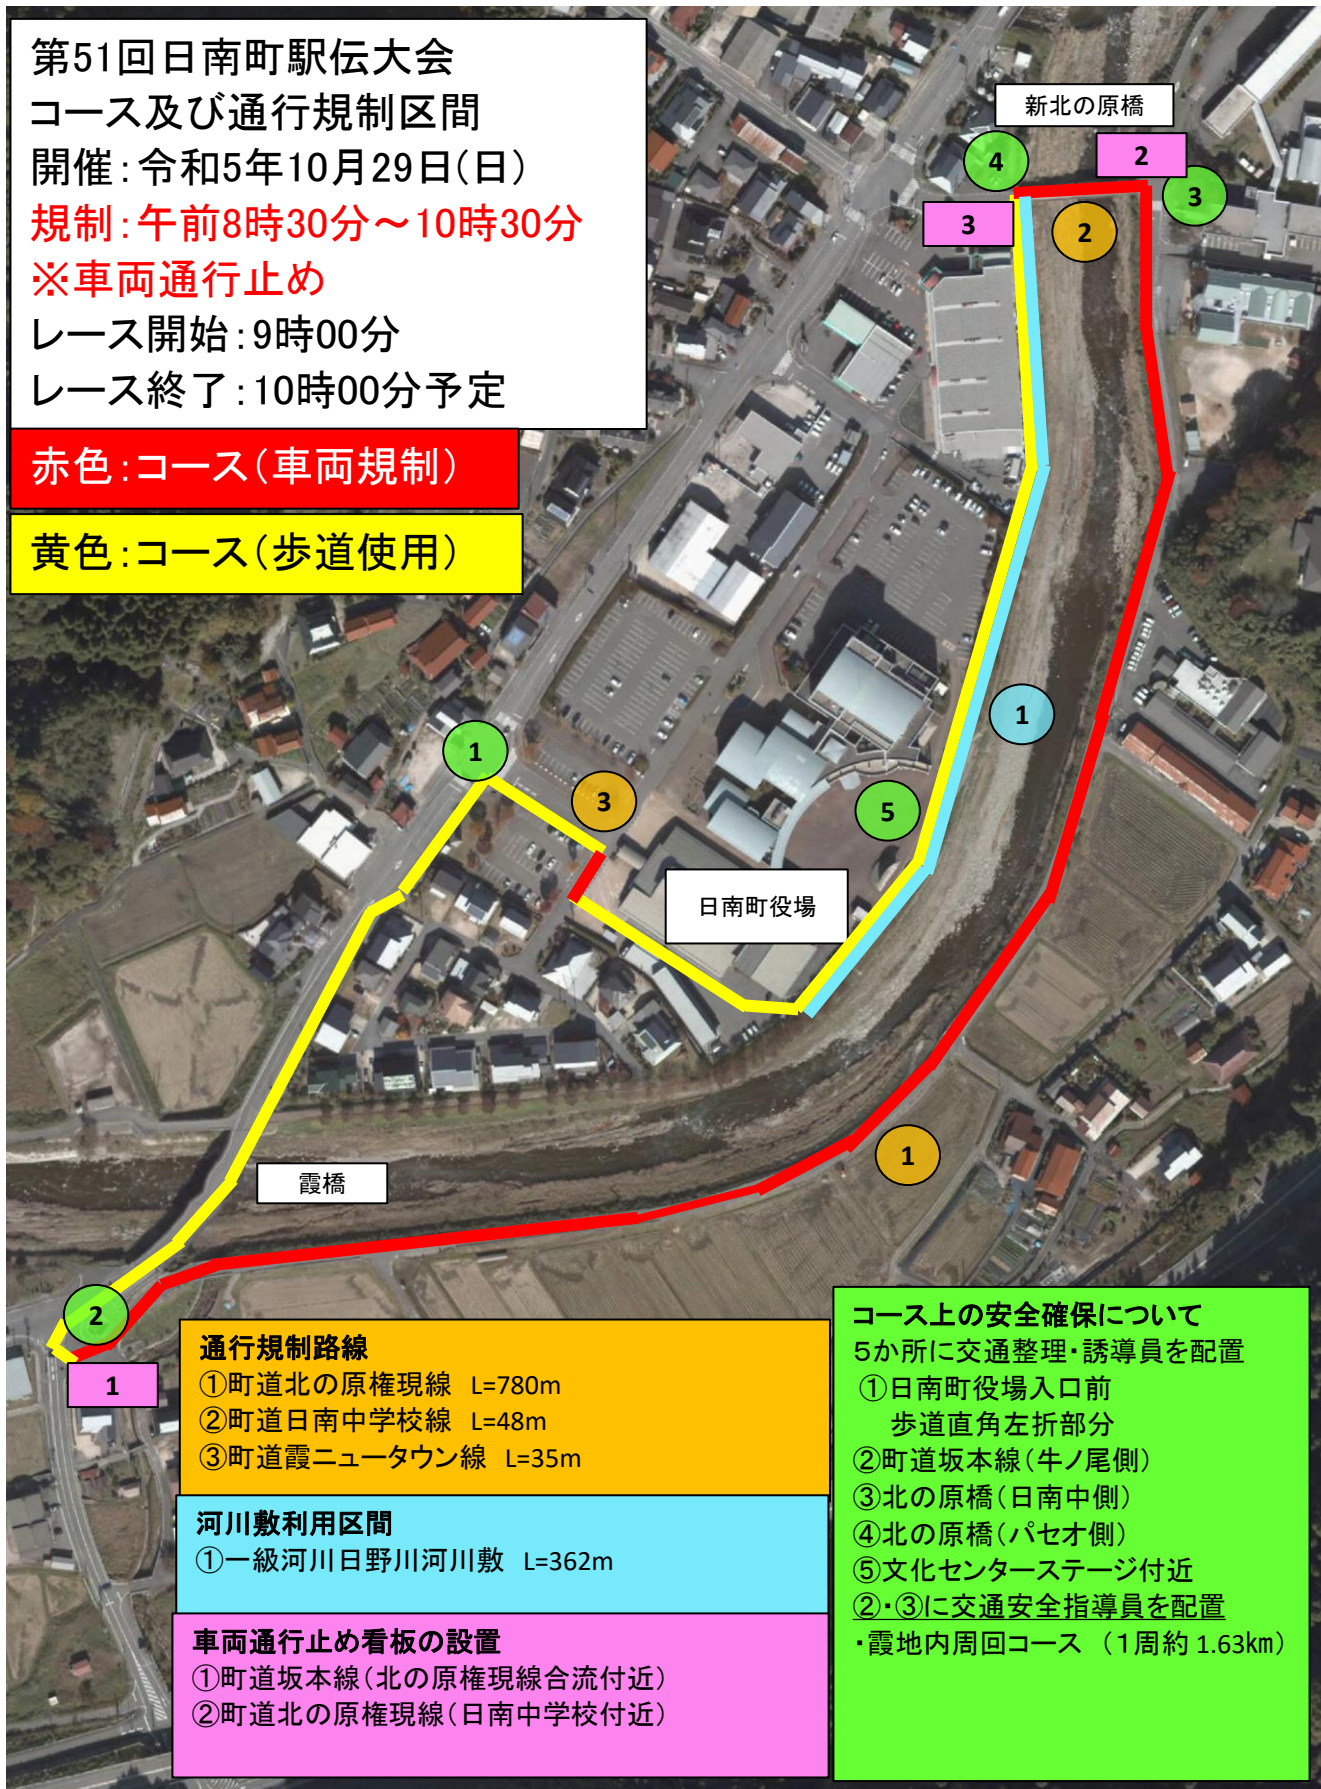 第51回日南町駅伝大会
コース及び通行規制区間
開催：令和5年10月29日(日)
規制：午前8時30分～10時30分
※車両通行止め
レース開始：9時00分
レース終了：10時00分予定
赤色：コース（車両規制）
黄色：コース（歩道使用）
新北の原橋
4
2
3
3
2
1
1
3
5
日南町役場
1
霞橋
2
1
通行規制路線
①町道北の原権現線 L=780m
②町道日南中学校線 L=48m
③町道霞ニュータウン線 L=35m
河川敷利用区間
①一級河川日野川河川敷 L=362m
車両通行止め看板の設置
①町道坂本線（北の原権現線合流付近）
②町道北の原権現線（日南中学校付近）
コース上の安全確保について
５か所に交通整理・誘導員を配置
①日南町役場入口前
歩道直角左折部分
②町道坂本線（牛ノ尾側）
③北の原橋（日南中側）
④北の原橋（パセオ側）
⑤文化センターステージ付近
②・③に交通安全指導員を配置
・霞地内周回コース （１周約 1.63㎞）